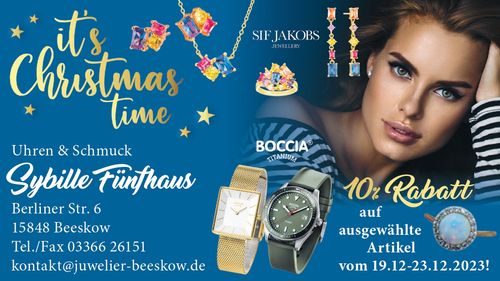 it's
Christmas
time
SIF JAKOBS
JEWELLERY
Uhren & Schmuck
Sybille Fünfhaus
Berliner Str. 6
15848 Beeskow
Tel./Fax 03366 26151
kontakt@juwelier-beeskow.de
BOCCIA
TITANIUM
10% Rabatt
auf
ausgewählte
Artikel
vom 19.12-23.12.2023!